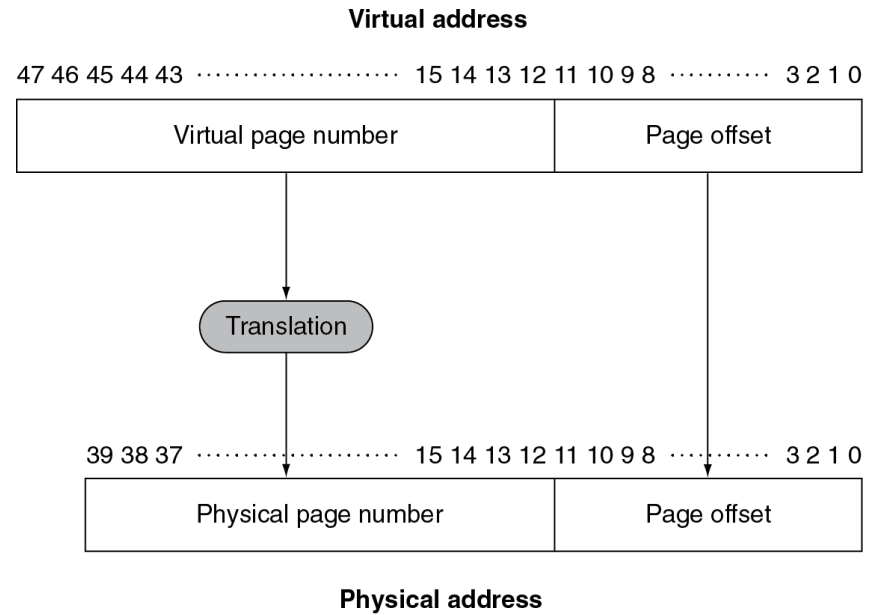 Virtual address
47 46 45 44 43 ······················ 15 14 13 12 11 10 9 8 ··········· 3 2 1 0
Virtual page number Page offset
Translation
39 38 37 ······················ 15 14 13 12 11 10 9 8 ··········· 3 2 1 0
Physical page number Page offset
Physical address